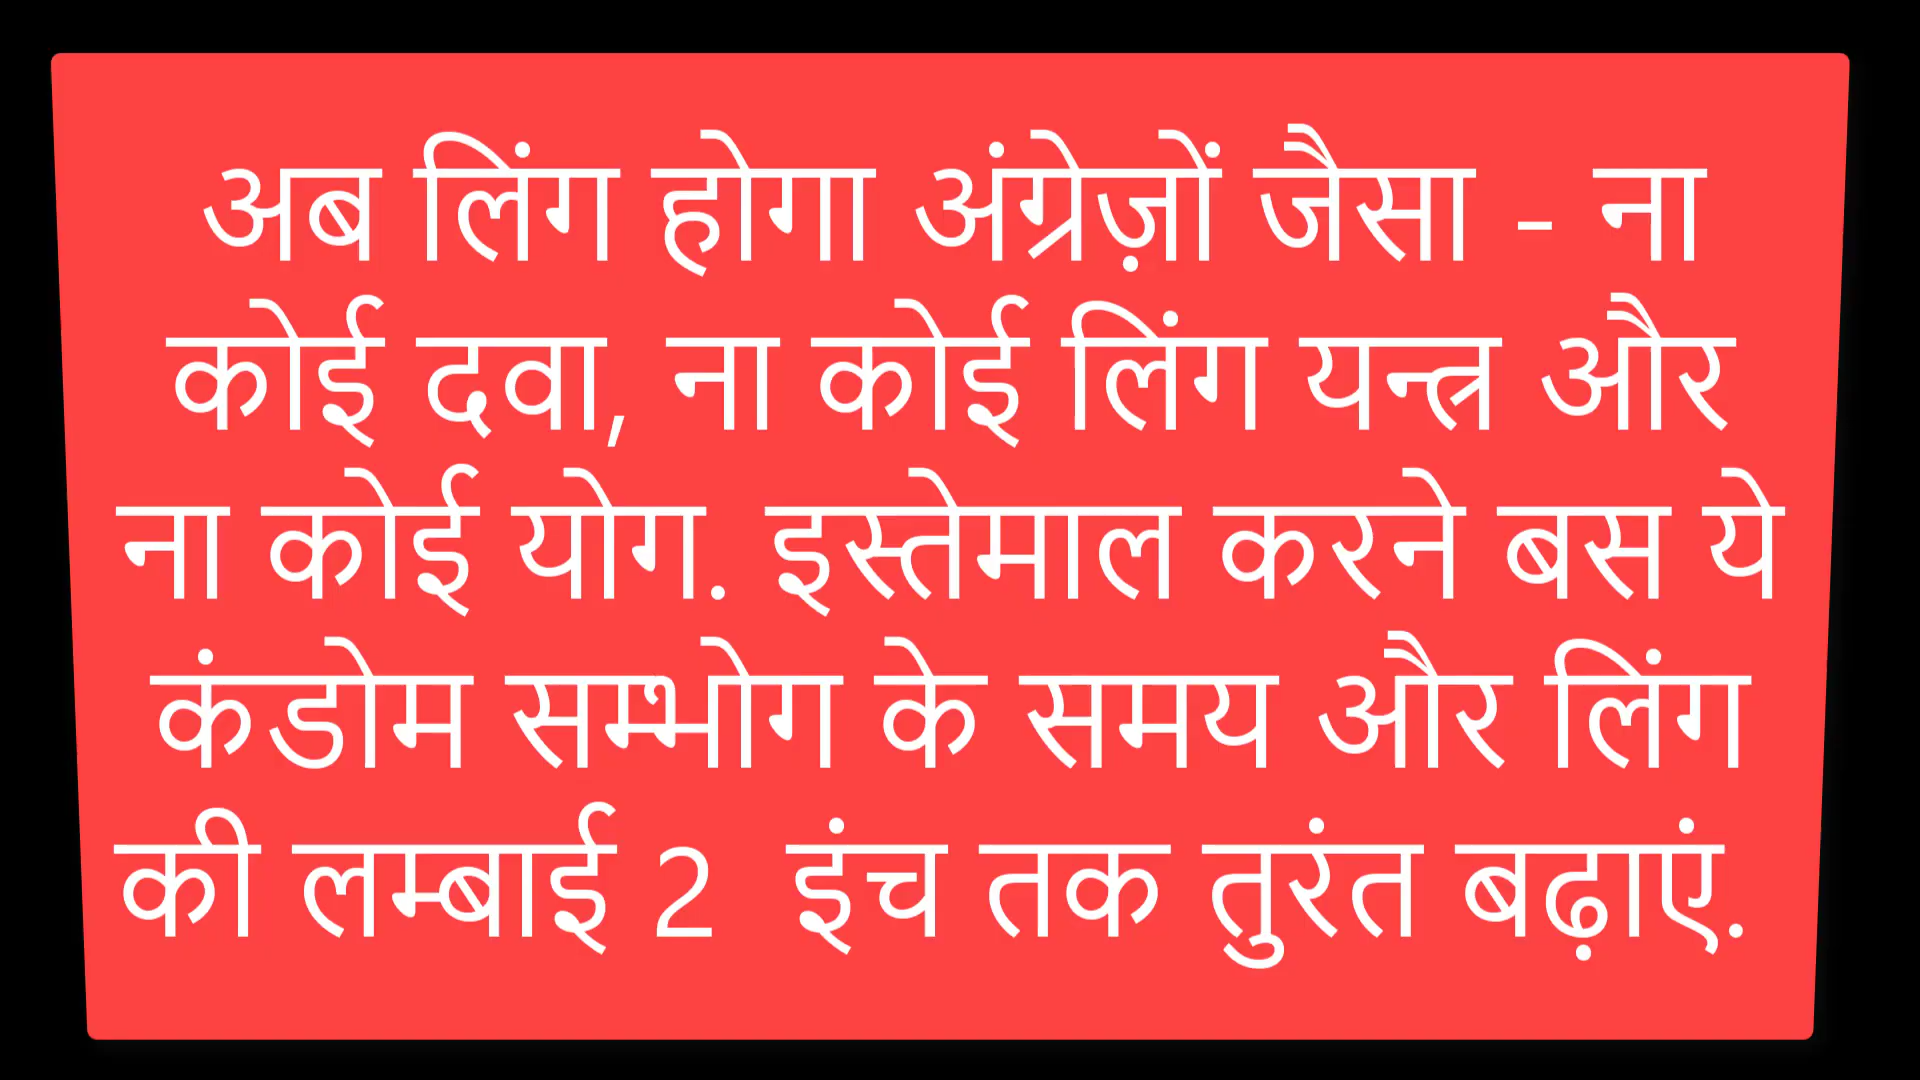 अब लिंग होगा अंग्रेज़ों जैसा - ना
कोई दवा, ना कोई लिंग यन्त्र और
ना कोई योग. इस्तेमाल करने बस ये
कंडोम सम्भोग के समय और लिंग
की लम्बाई 2  इंच तक तुरंत बढ़ाएं.